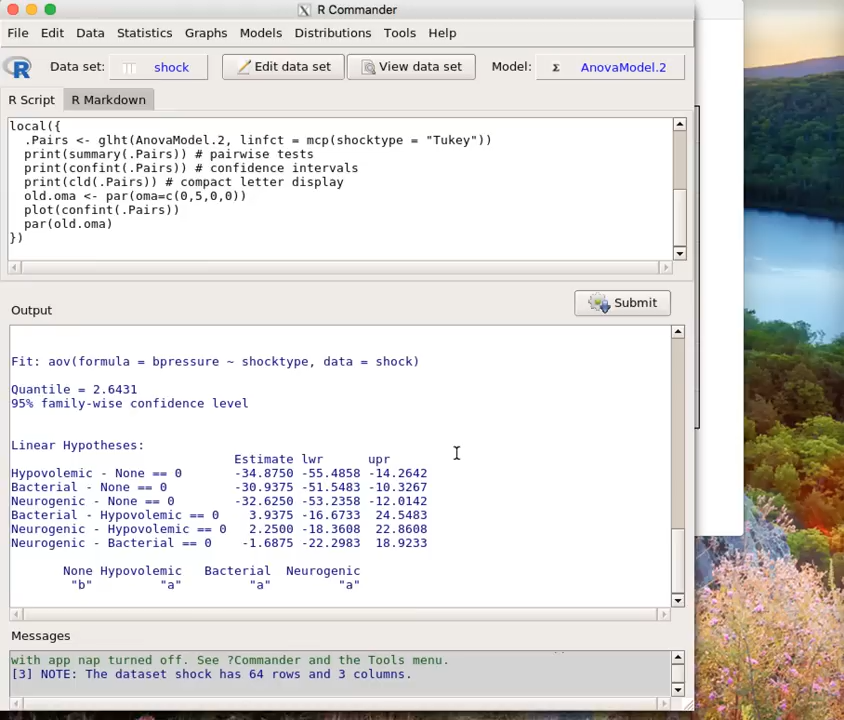 R Commander
File Edit Data Statistics Graphs Models Distributions Tools Help
R Data set: shock Edit data set View data set Model: Σ AnovaModel.2
R Script R Markdown
local({
  .Pairs <- glht(AnovaModel.2, linfct = mcp(shocktype = "Tukey"))
  print(summary(.Pairs)) # pairwise tests
  print(confint(.Pairs)) # confidence intervals
  print(cld(.Pairs)) # compact letter display
  old.oma <- par(oma=c(0,5,0,0))
  plot(confint(.Pairs))
  par(old.oma)
})
Submit
Output
Fit: aov(formula = bpressure ~ shocktype, data = shock)
Quantile = 2.6431
95% family-wise confidence level
Linear Hypotheses:
Estimate lwr upr
Hypovolemic - None == 0 -34.8750 -55.4858 -14.2642
Bacterial - None == 0 -30.9375 -51.5483 -10.3267
Neurogenic - None == 0 -32.6250 -53.2358 -12.0142
Bacterial - Hypovolemic == 0 3.9375 -16.6733 24.5483
Neurogenic - Hypovolemic == 0 2.2500 -18.3608 22.8608
Neurogenic - Bacterial == 0 -1.6875 -22.2983 18.9233
None Hypovolemic Bacterial Neurogenic
"b" "a" "a" "a"
Messages
with app nap turned off. See ?Commander and the Tools menu.
[3] NOTE: The dataset shock has 64 rows and 3 columns.